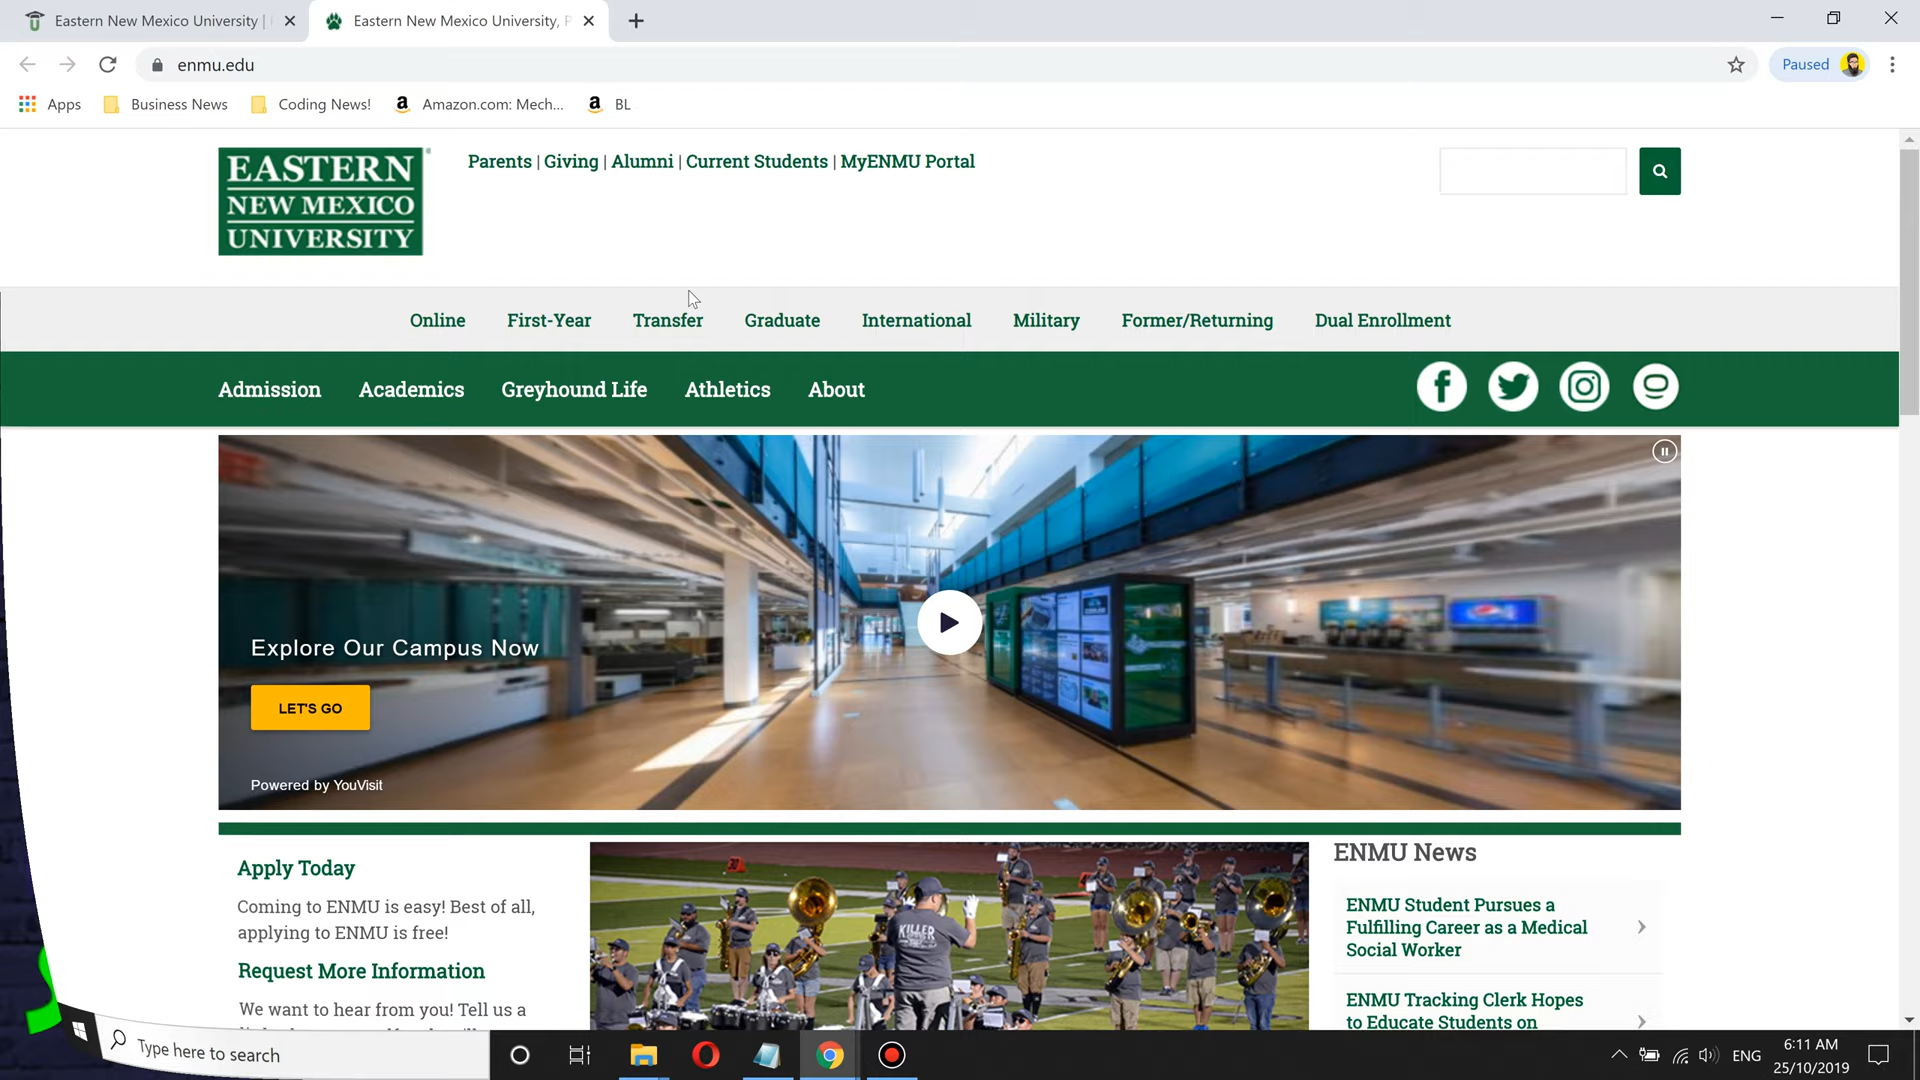 Eastern New Mexico University |
Eastern New Mexico University, P
enmu.edu
Paused
Apps
Business News
Coding News!
Amazon.com: Mech...
BL
EASTERN
NEW MEXICO
UNIVERSITY
Parents | Giving | Alumni | Current Students | MyENMU Portal
Online
First-Year
Transfer
Graduate
International
Military
Former/Returning
Dual Enrollment
Admission
Academics
Greyhound Life
Athletics
About
Explore Our Campus Now
LET'S GO
Powered by YouVisit
Apply Today
Coming to ENMU is easy! Best of all,
applying to ENMU is free!
Request More Information
We want to hear from you! Tell us a
KILLER
ENMU News
ENMU Student Pursues a
Fulfilling Career as a Medical
Social Worker
ENMU Tracking Clerk Hopes
to Educate Students on
Type here to search
ENG
6:11 AM
25/10/2019